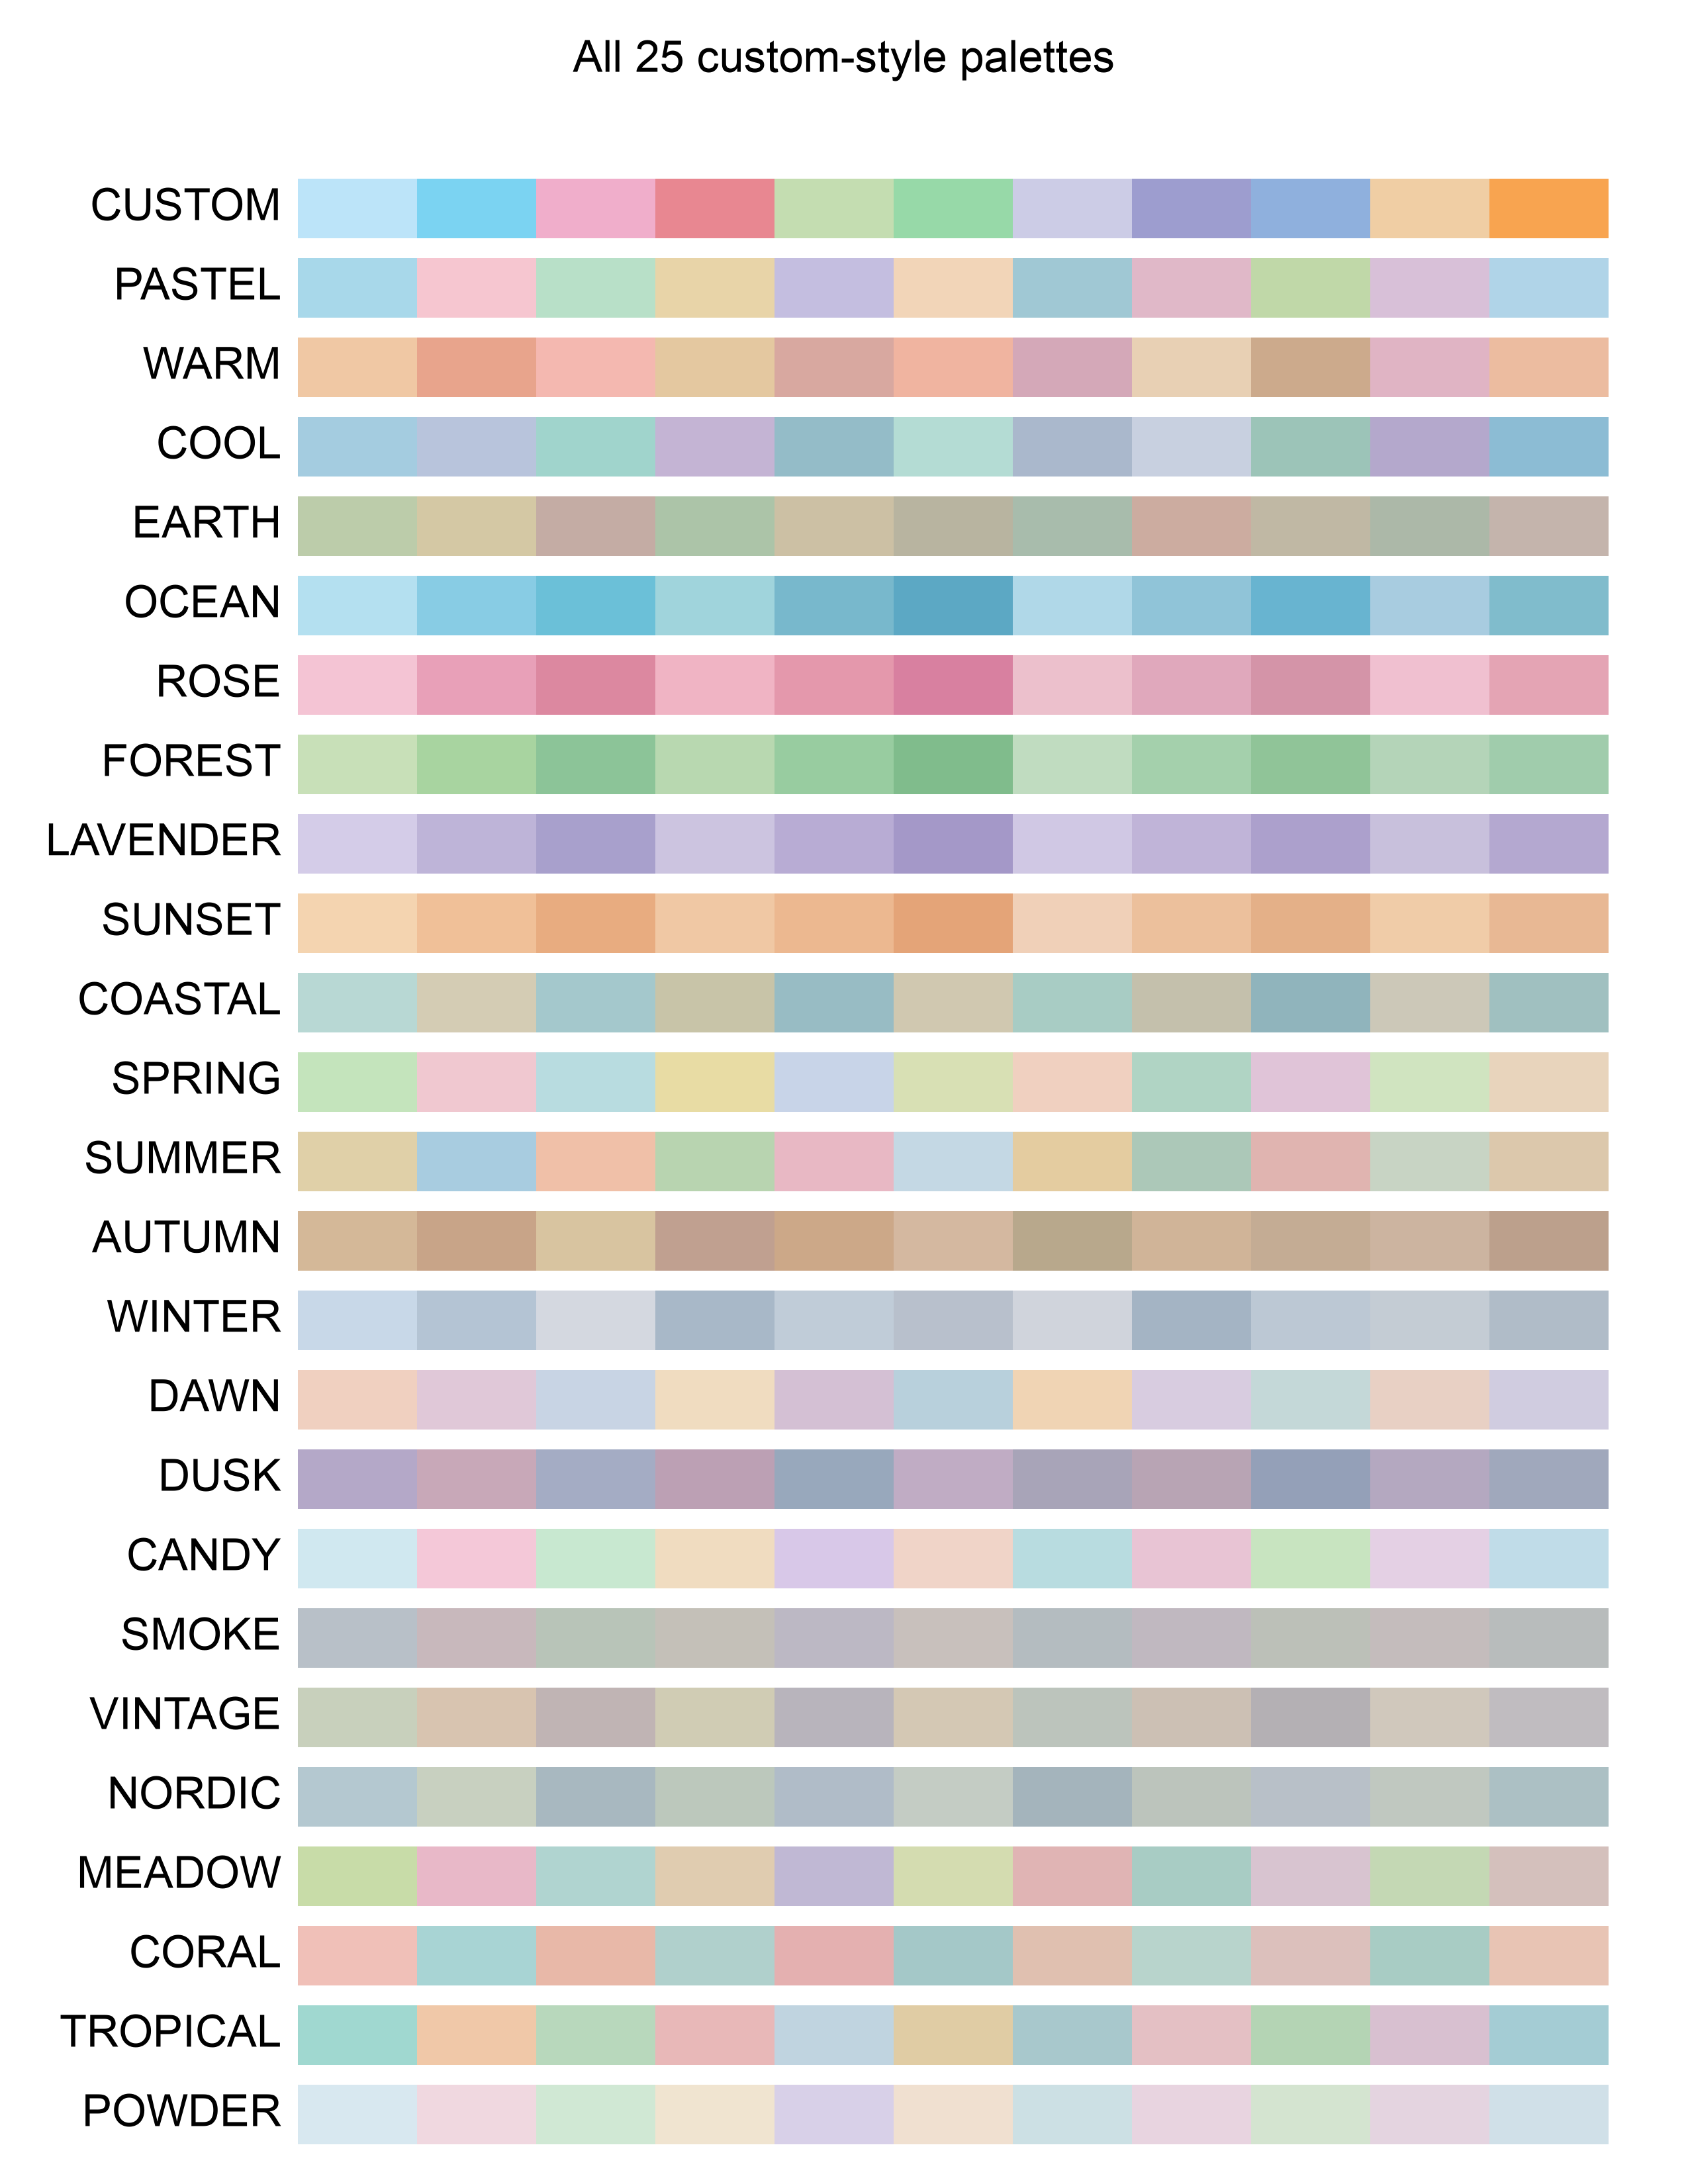 All 25 custom-style palettes
CUSTOM
PASTEL
WARM
COOL
EARTH
OCEAN
ROSE
FOREST
LAVENDER
SUNSET
COASTAL
SPRING
SUMMER
AUTUMN
WINTER
DAWN
DUSK
CANDY
SMOKE
VINTAGE
NORDIC
MEADOW
CORAL
TROPICAL
POWDER